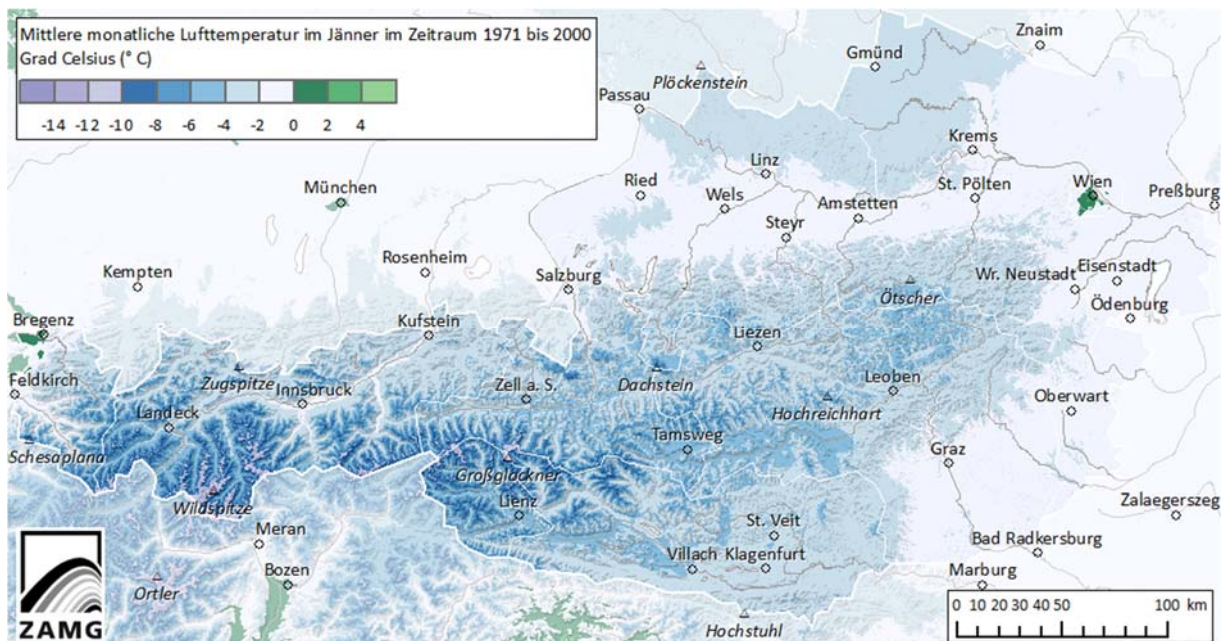 Mittlere monatliche Lufttemperatur im Jänner im Zeitraum 1971 bis 2000
Grad Celsius (° C)
-14 -12 -10 -8 -6 -4 -2 0 2 4
Znaim
Gmünd
Plöckenstein
Passau
Krems
Linz
München
Ried
Wels
St. Pölten
Wien
Preßburg
Amstetten
Steyr
Rosenheim
Kempten
Salzburg
Wr. Neustadt
Eisenstadt
Ötscher
Ödenburg
Bregenz
Kufstein
Liezen
Feldkirch
Zugspitze
Innsbruck
Zell a. S.
Dachstein
Leoben
Landeck
Hochreichhart
Oberwart
Schesaplana
Tamsweg
Graz
Großglockner
Wildspitze
Lienz
Zalaegerszeg
Meran
St. Veit
Bad Radkersburg
Villach
Klagenfurt
Ortler
Bozen
Marburg
Hochstuhl
ZAMG
0 10 20 30 40 50 100 km